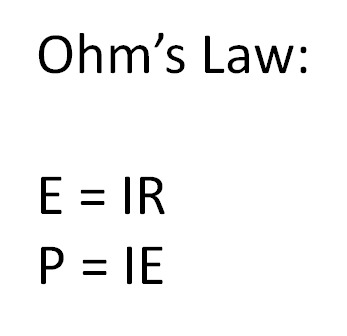 Ohm’s Law:
E = IR
P = IE